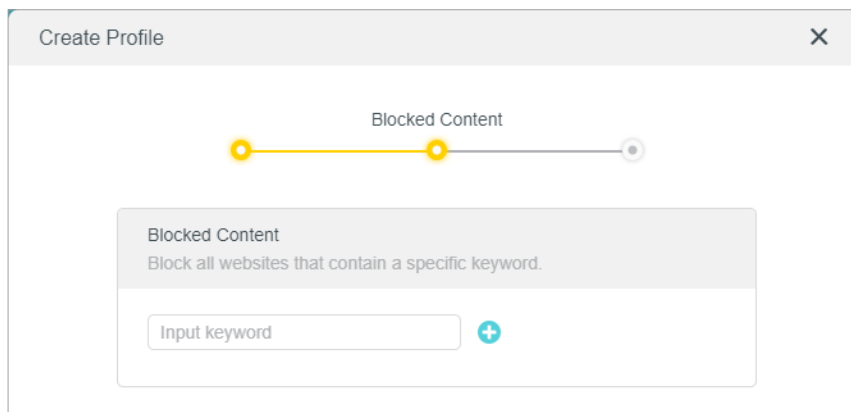 Create Profile
Blocked Content
Blocked Content
Block all websites that contain a specific keyword.
Input keyword